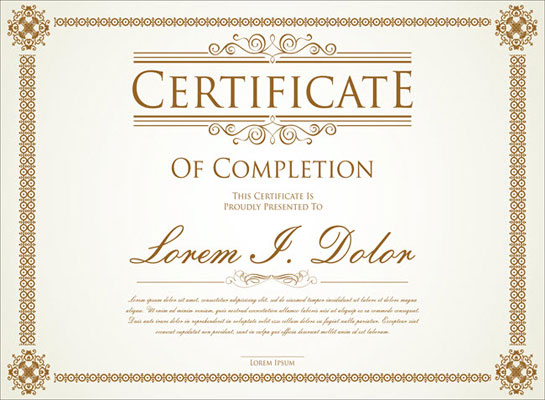 CERTIFICATE
OF COMPLETION
THIS CERTIFICATE IS
PROUDLY PRESENTED TO
Lorem I. Dolor
Lorem ipsum dolor sit amet, consectetur adipiscing elit, sed do eiusmod tempor incididunt ut labore et dolore magna
aliqua. Ut enim ad minim veniam, quis nostrud exercitation ullamco laboris nisi ut aliquip ex ea commodo
consequat. Duis aute irure dolor in reprehenderit in voluptate velit esse cillum dolore eu fugiat nulla pariatur. Excepteur sint
occaecat cupidatat non proident, sunt in culpa qui officia deserunt mollit anim id est laborum.
LOREM IPSUM